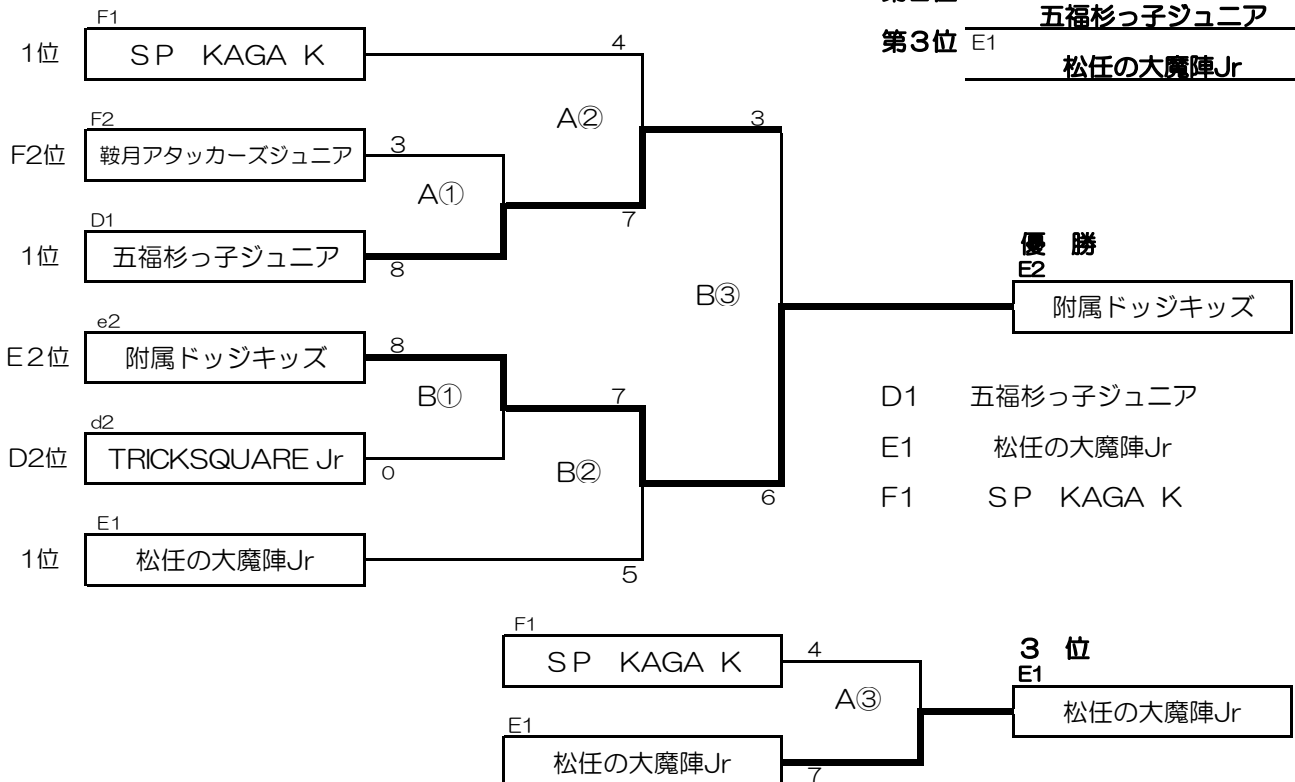 五福杉っ子ジュニア
第3位 E1
松任の大魔陣Jr
F1
1位 SP KAGA K 4
A② 3
F2
F2位 鞍月アタッカーズジュニア 3
A①
D1 7
1位 五福杉っ子ジュニア 8
優 勝
E2
B③ 附属ドッジキッズ
e2
E2位 附属ドッジキッズ 8
B① 7
D1 五福杉っ子ジュニア
d2
D2位 TRICKSQUARE Jr 0
B② 6
E1 松任の大魔陣Jr
F1 SP KAGA K
E1
1位 松任の大魔陣Jr 5
F1
SP KAGA K 4
3 位
E1
A③ 松任の大魔陣Jr
E1
松任の大魔陣Jr 7